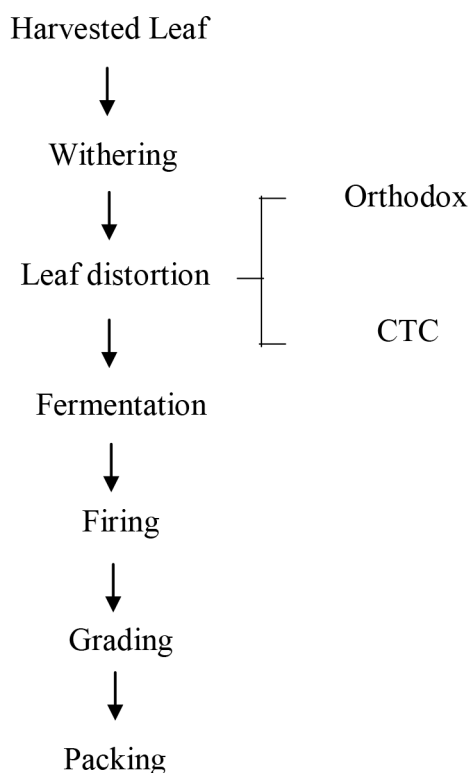 Harvested Leaf
Withering
Orthodox
Leaf distortion
CTC
Fermentation
Firing
Grading
Packing